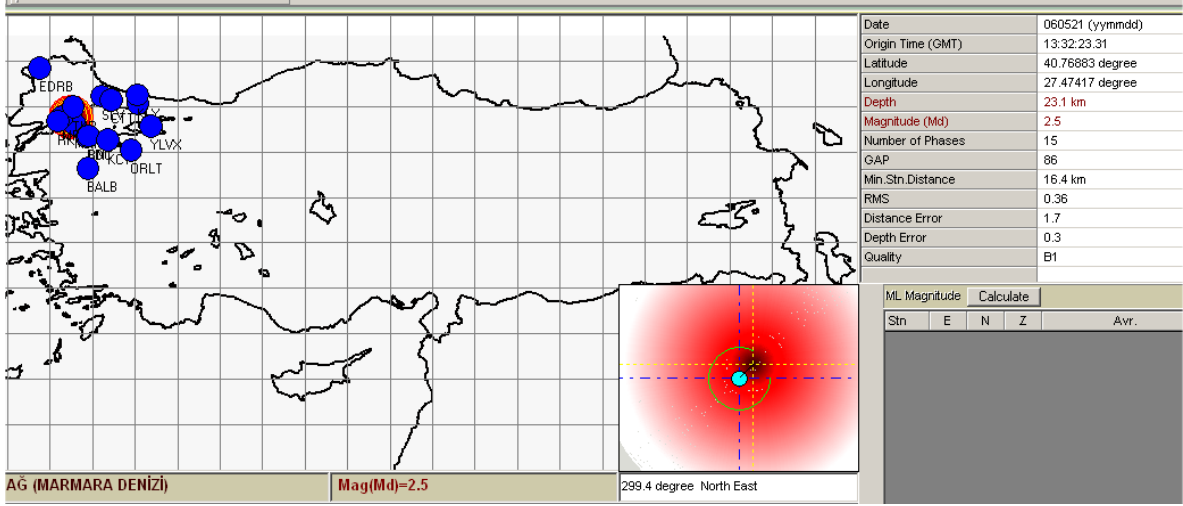 Date 060521 (yymmdd)
Origin Time (GMT) 13:32:23.31
Latitude 40.76883 degree
Longitude 27.47417 degree
Depth 23.1 km
Magnitude (Md) 2.5
Number of Phases 15
GAP 86
Min.Stn.Distance 16.4 km
RMS 0.36
Distance Error 1.7
Depth Error 0.3
Quality B1
EDRB
YLVX
ORLT
BALB
ML Magnitude Calculate
Stn E N Z Avr.
AĞ (MARMARA DENİZİ) Mag(Md)=2.5 299.4 degree North East